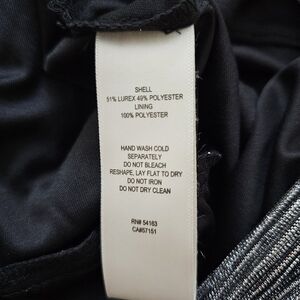 SHELL
51% LUREX 49% POLYESTER
LINING
100% POLYESTER
HAND WASH COLD
SEPARATELY
DO NOT BLEACH
RESHAPE, LAY FLAT TO DRY
DO NOT IRON
DO NOT DRY CLEAN
RN# 54163
CA#57151